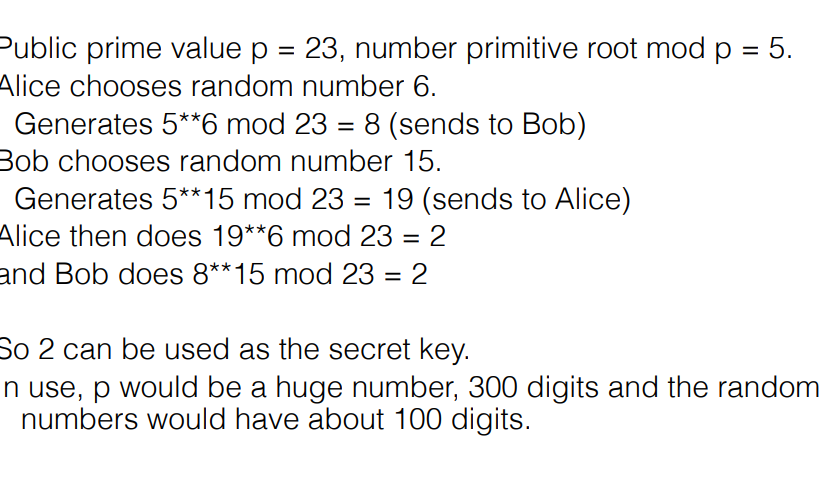 Public prime value p = 23, number primitive root mod p = 5.
Alice chooses random number 6.
Generates 5**6 mod 23 = 8 (sends to Bob)
Bob chooses random number 15.
Generates 5**15 mod 23 = 19 (sends to Alice)
Alice then does 19**6 mod 23 = 2
and Bob does 8**15 mod 23 = 2
So 2 can be used as the secret key.
n use, p would be a huge number, 300 digits and the random
numbers would have about 100 digits.